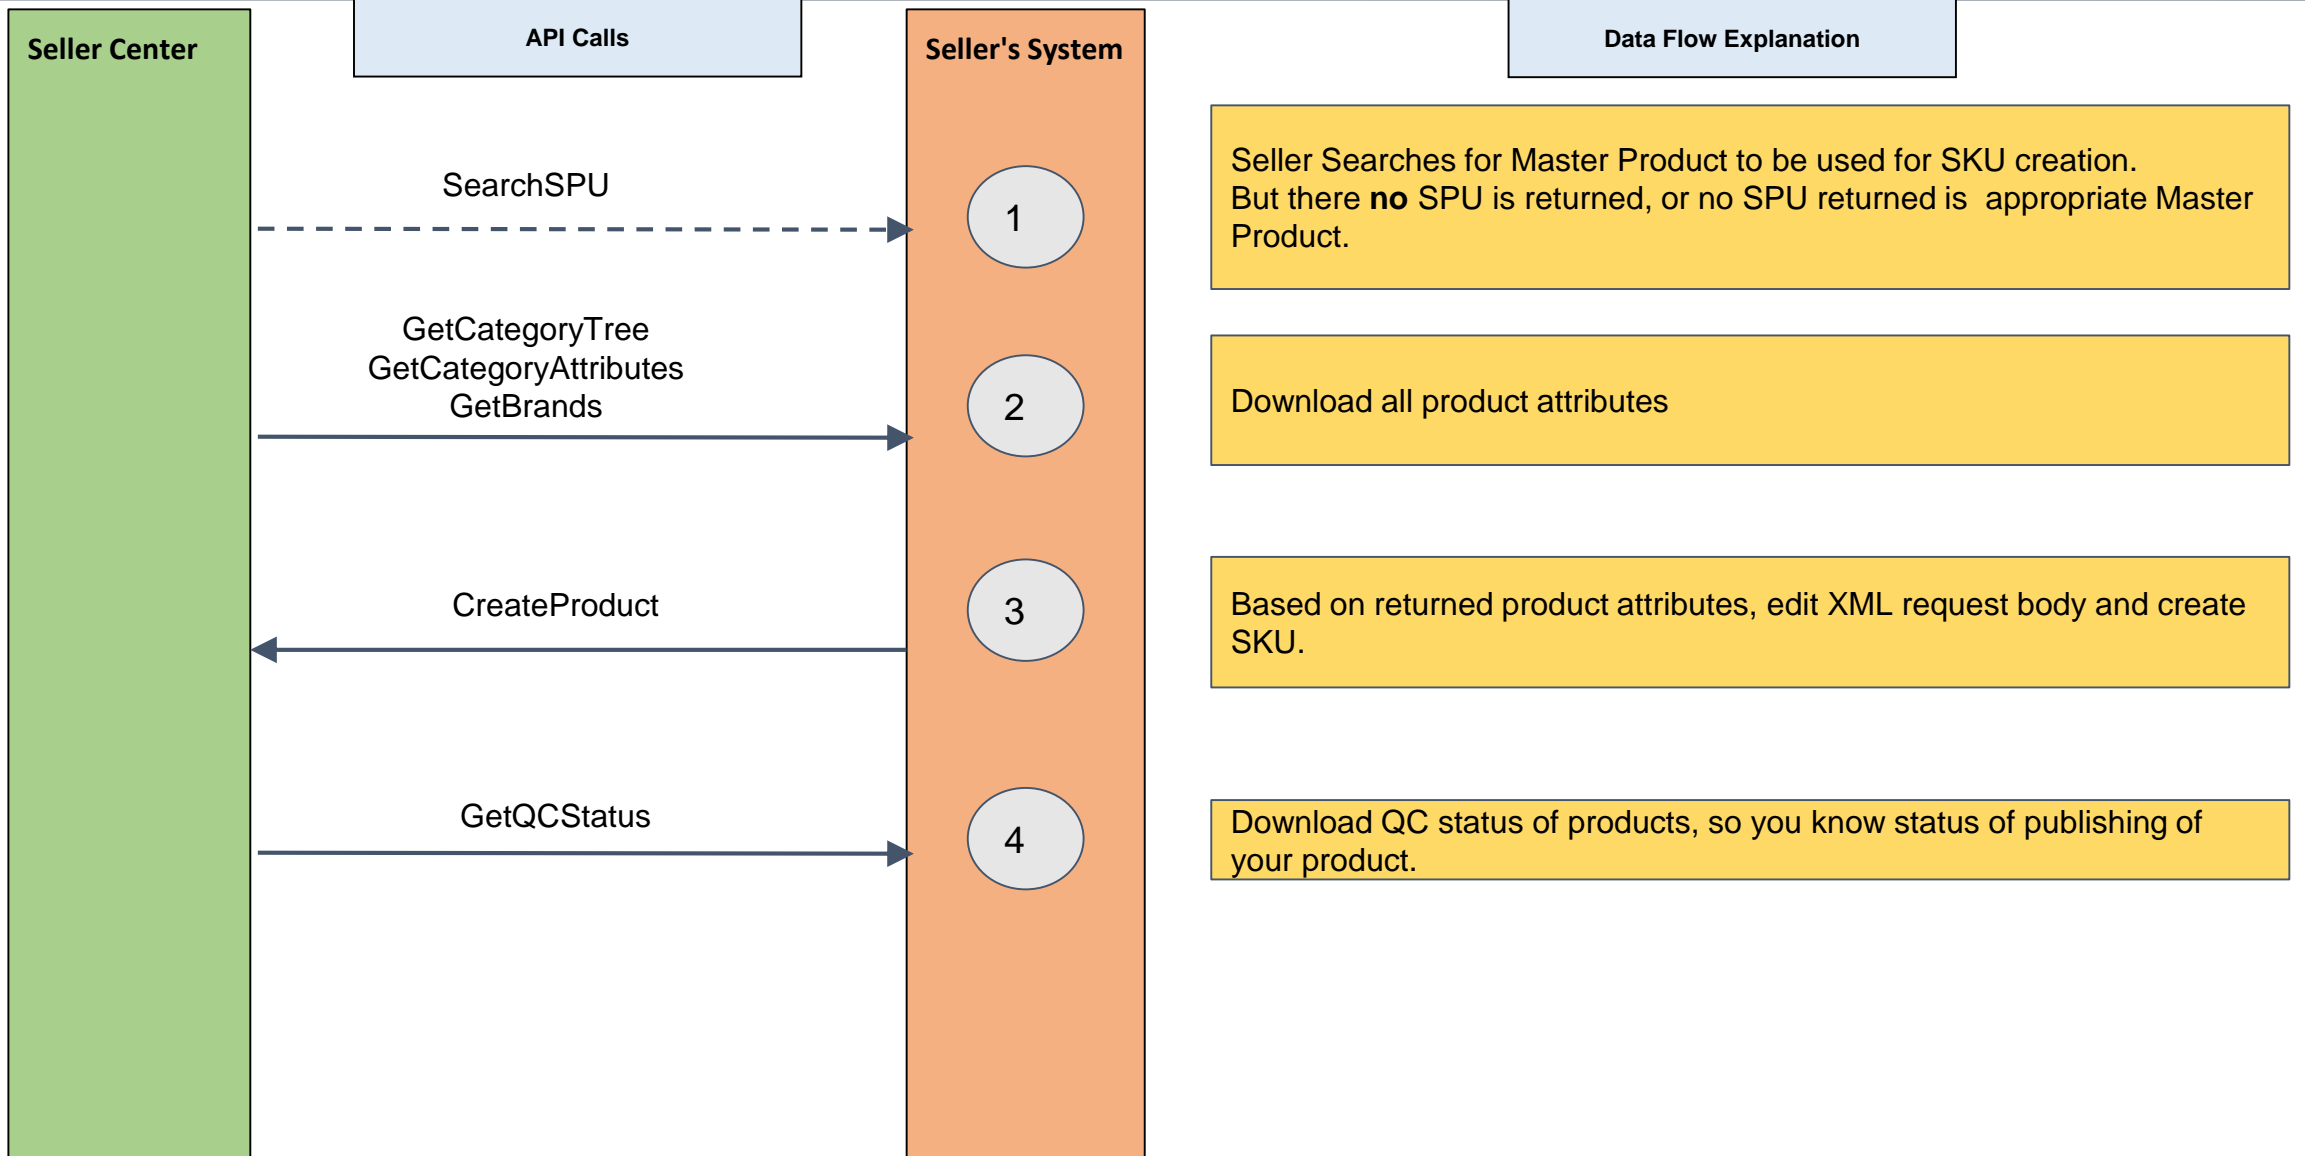 Seller Center
API Calls
Seller's System
Data Flow Explanation
SearchSPU
1
Seller Searches for Master Product to be used for SKU creation.
But there no SPU is returned, or no SPU returned is  appropriate Master
Product.
GetCategoryTree
GetCategoryAttributes
GetBrands
2
Download all product attributes
CreateProduct
3
Based on returned product attributes, edit XML request body and create
SKU.
GetQCStatus
4
Download QC status of products, so you know status of publishing of
your product.